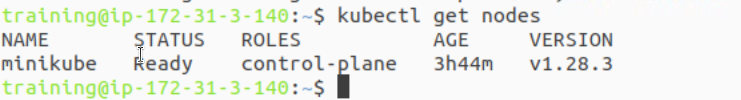 training@ip-172-31-3-140:~$ kubectl get nodes
NAME STATUS ROLES AGE VERSION
minikube Ready control-plane 3h44m v1.28.3
training@ip-172-31-3-140:~$